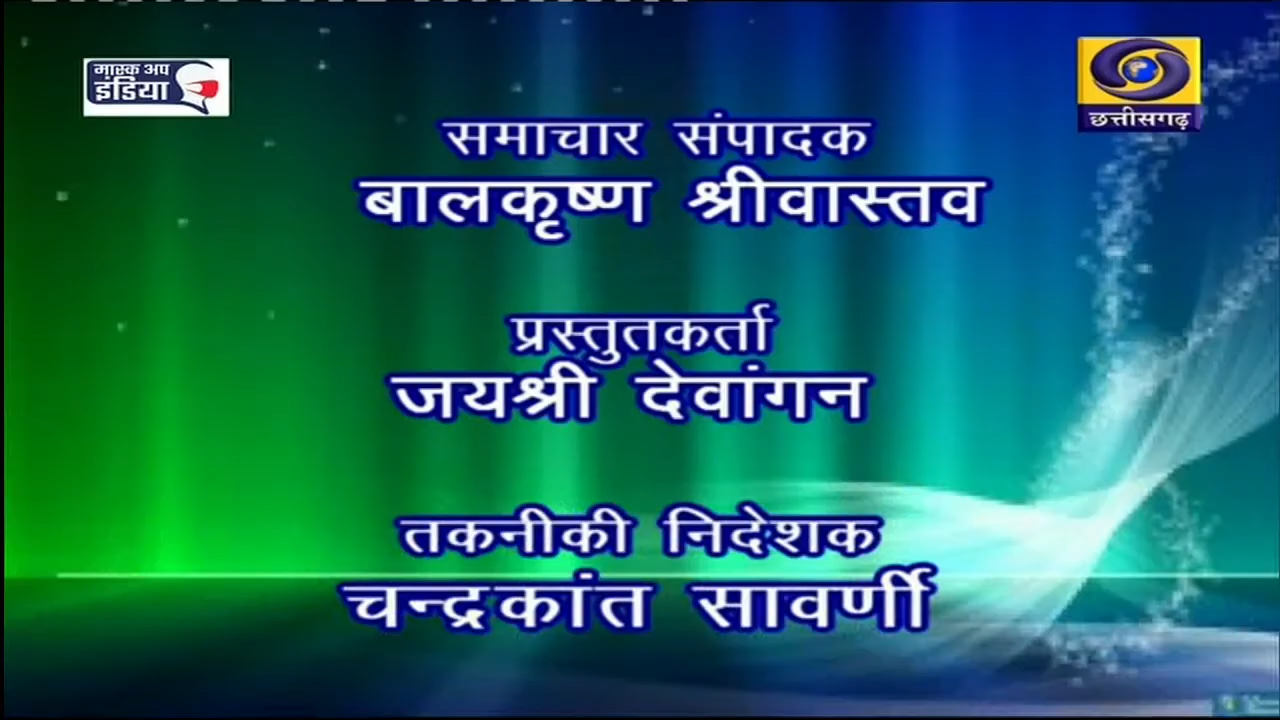 मास्क अप
इंडिया
छत्तीसगढ़
समाचार संपादक
बालकृष्ण श्रीवास्तव
प्रस्तुतकर्ता
जयश्री देवांगन
तकनीकी निदेशक
चन्द्रकांत सावर्णी